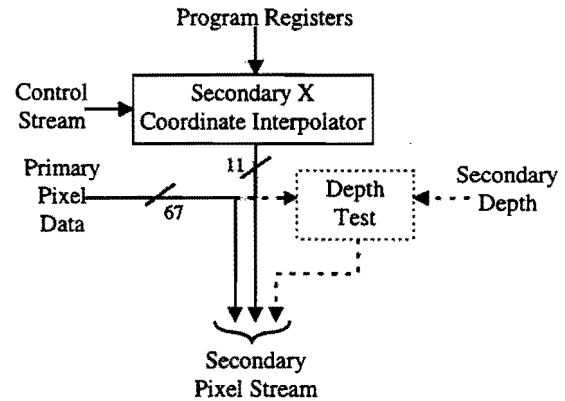 Program Registers
Control
Stream
Secondary X
Coordinate Interpolator
11
Primary
Pixel
Data
67
Depth
Test
Secondary
Depth
Secondary
Pixel Stream